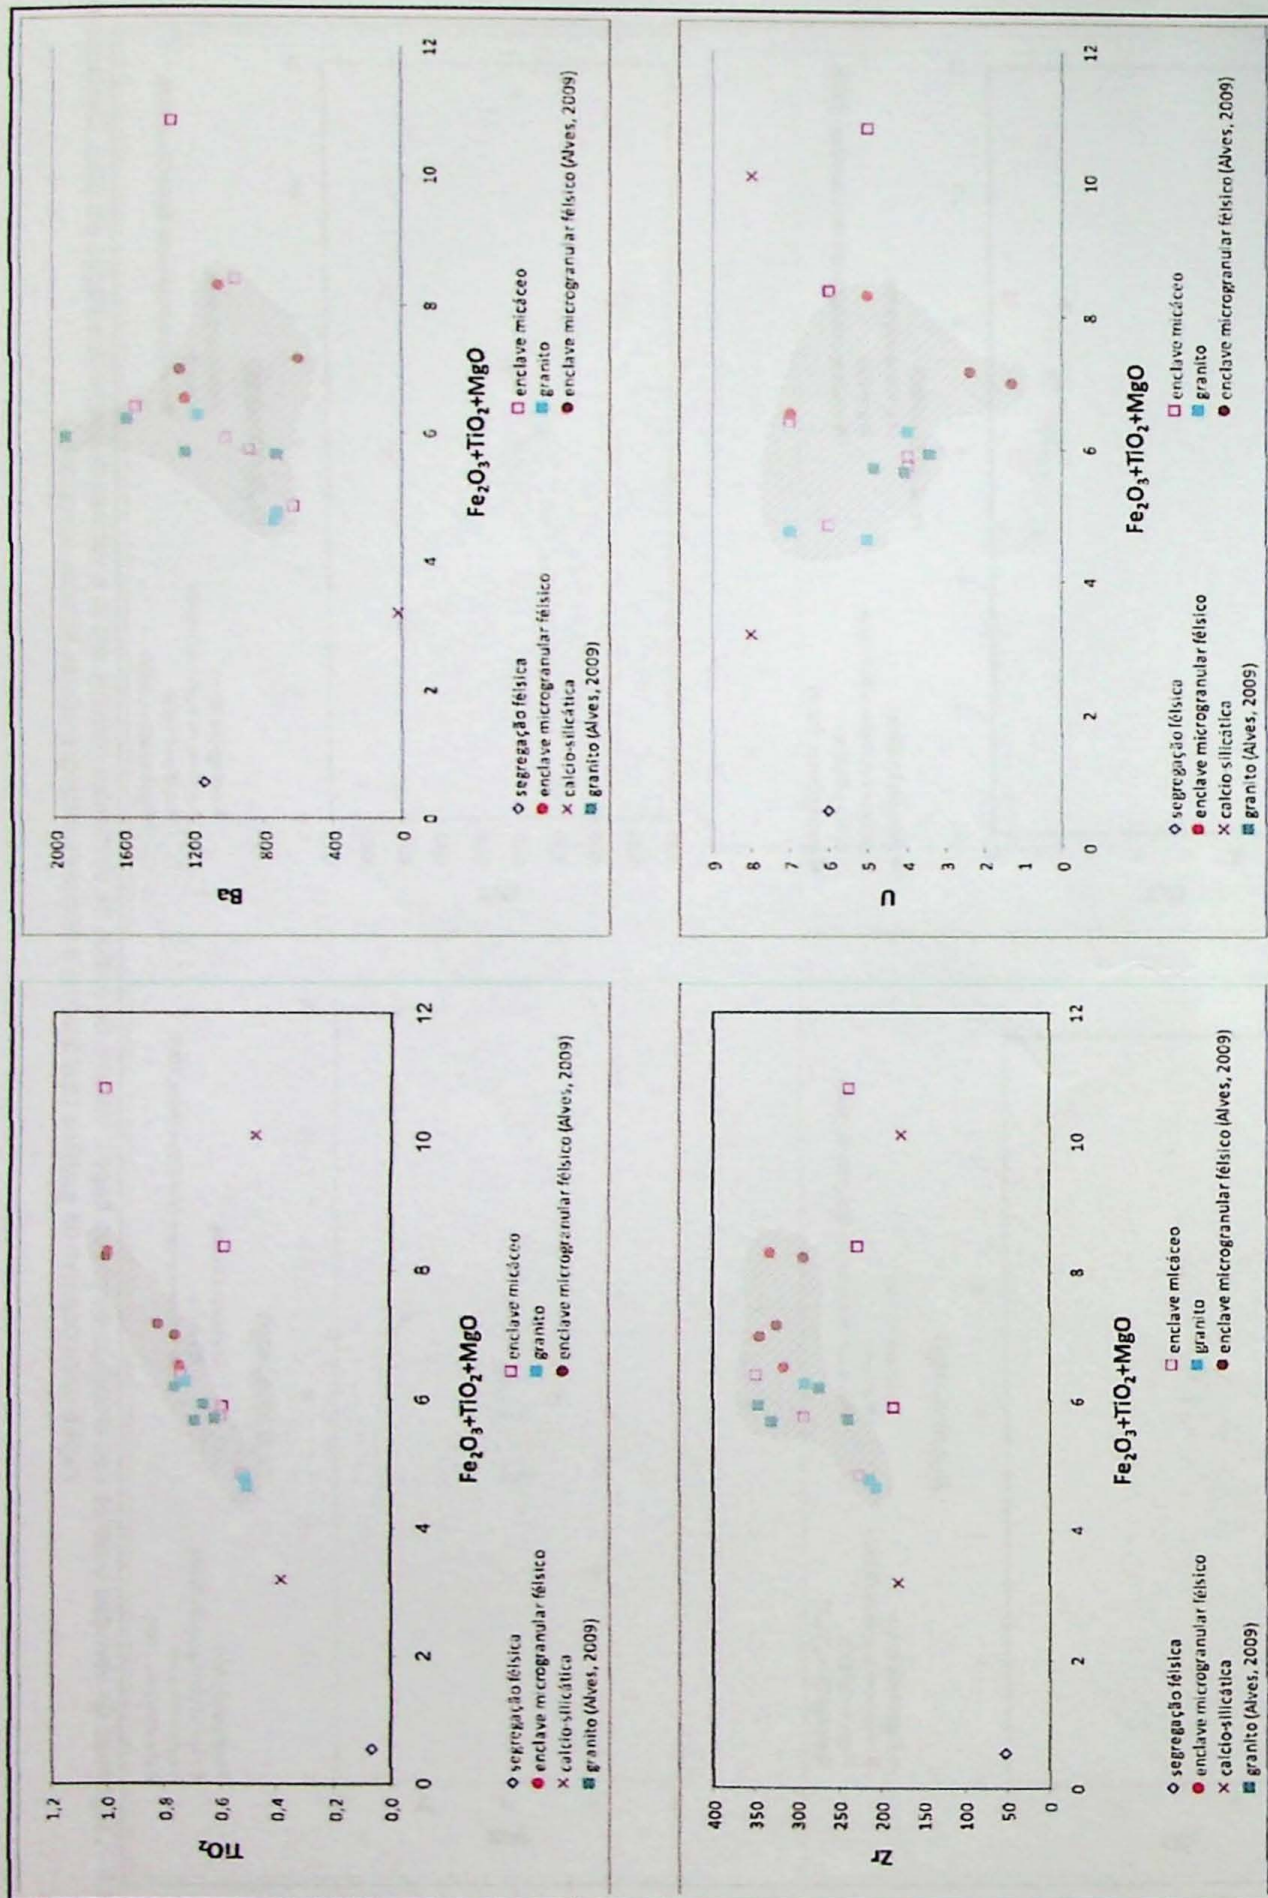 TiO₂
1,2
1,0
0,8
0,6
0,4
0,2
0,0
0 2 4 6 8 10 12
Fe₂O₃+TiO₂+MgO
segregação félsica
enclave micáceo
enclave microgranular félsico
granito
calcio-silicática
enclave microgranular félsico (Alves, 2009)
granito (Alves, 2009)
Ba
2000
1600
1200
800
400
0
0 2 4 6 8 10 12
Fe₂O₃+TiO₂+MgO
segregação félsica
enclave micáceo
enclave microgranular félsico
granito
calcio-silicática
enclave microgranular félsico (Alves, 2009)
granito (Alves, 2009)
Zr
400
350
300
250
200
150
100
50
0
0 2 4 6 8 10 12
Fe₂O₃+TiO₂+MgO
segregação félsica
enclave micáceo
enclave microgranular félsico
granito
calcio-silicática
enclave microgranular félsico (Alves, 2009)
granito (Alves, 2009)
U
9
8
7
6
5
4
3
2
1
0
0 2 4 6 8 10 12
Fe₂O₃+TiO₂+MgO
segregação félsica
enclave micáceo
enclave microgranular félsico
granito
calcio-silicática
enclave microgranular félsico (Alves, 2009)
granito (Alves, 2009)